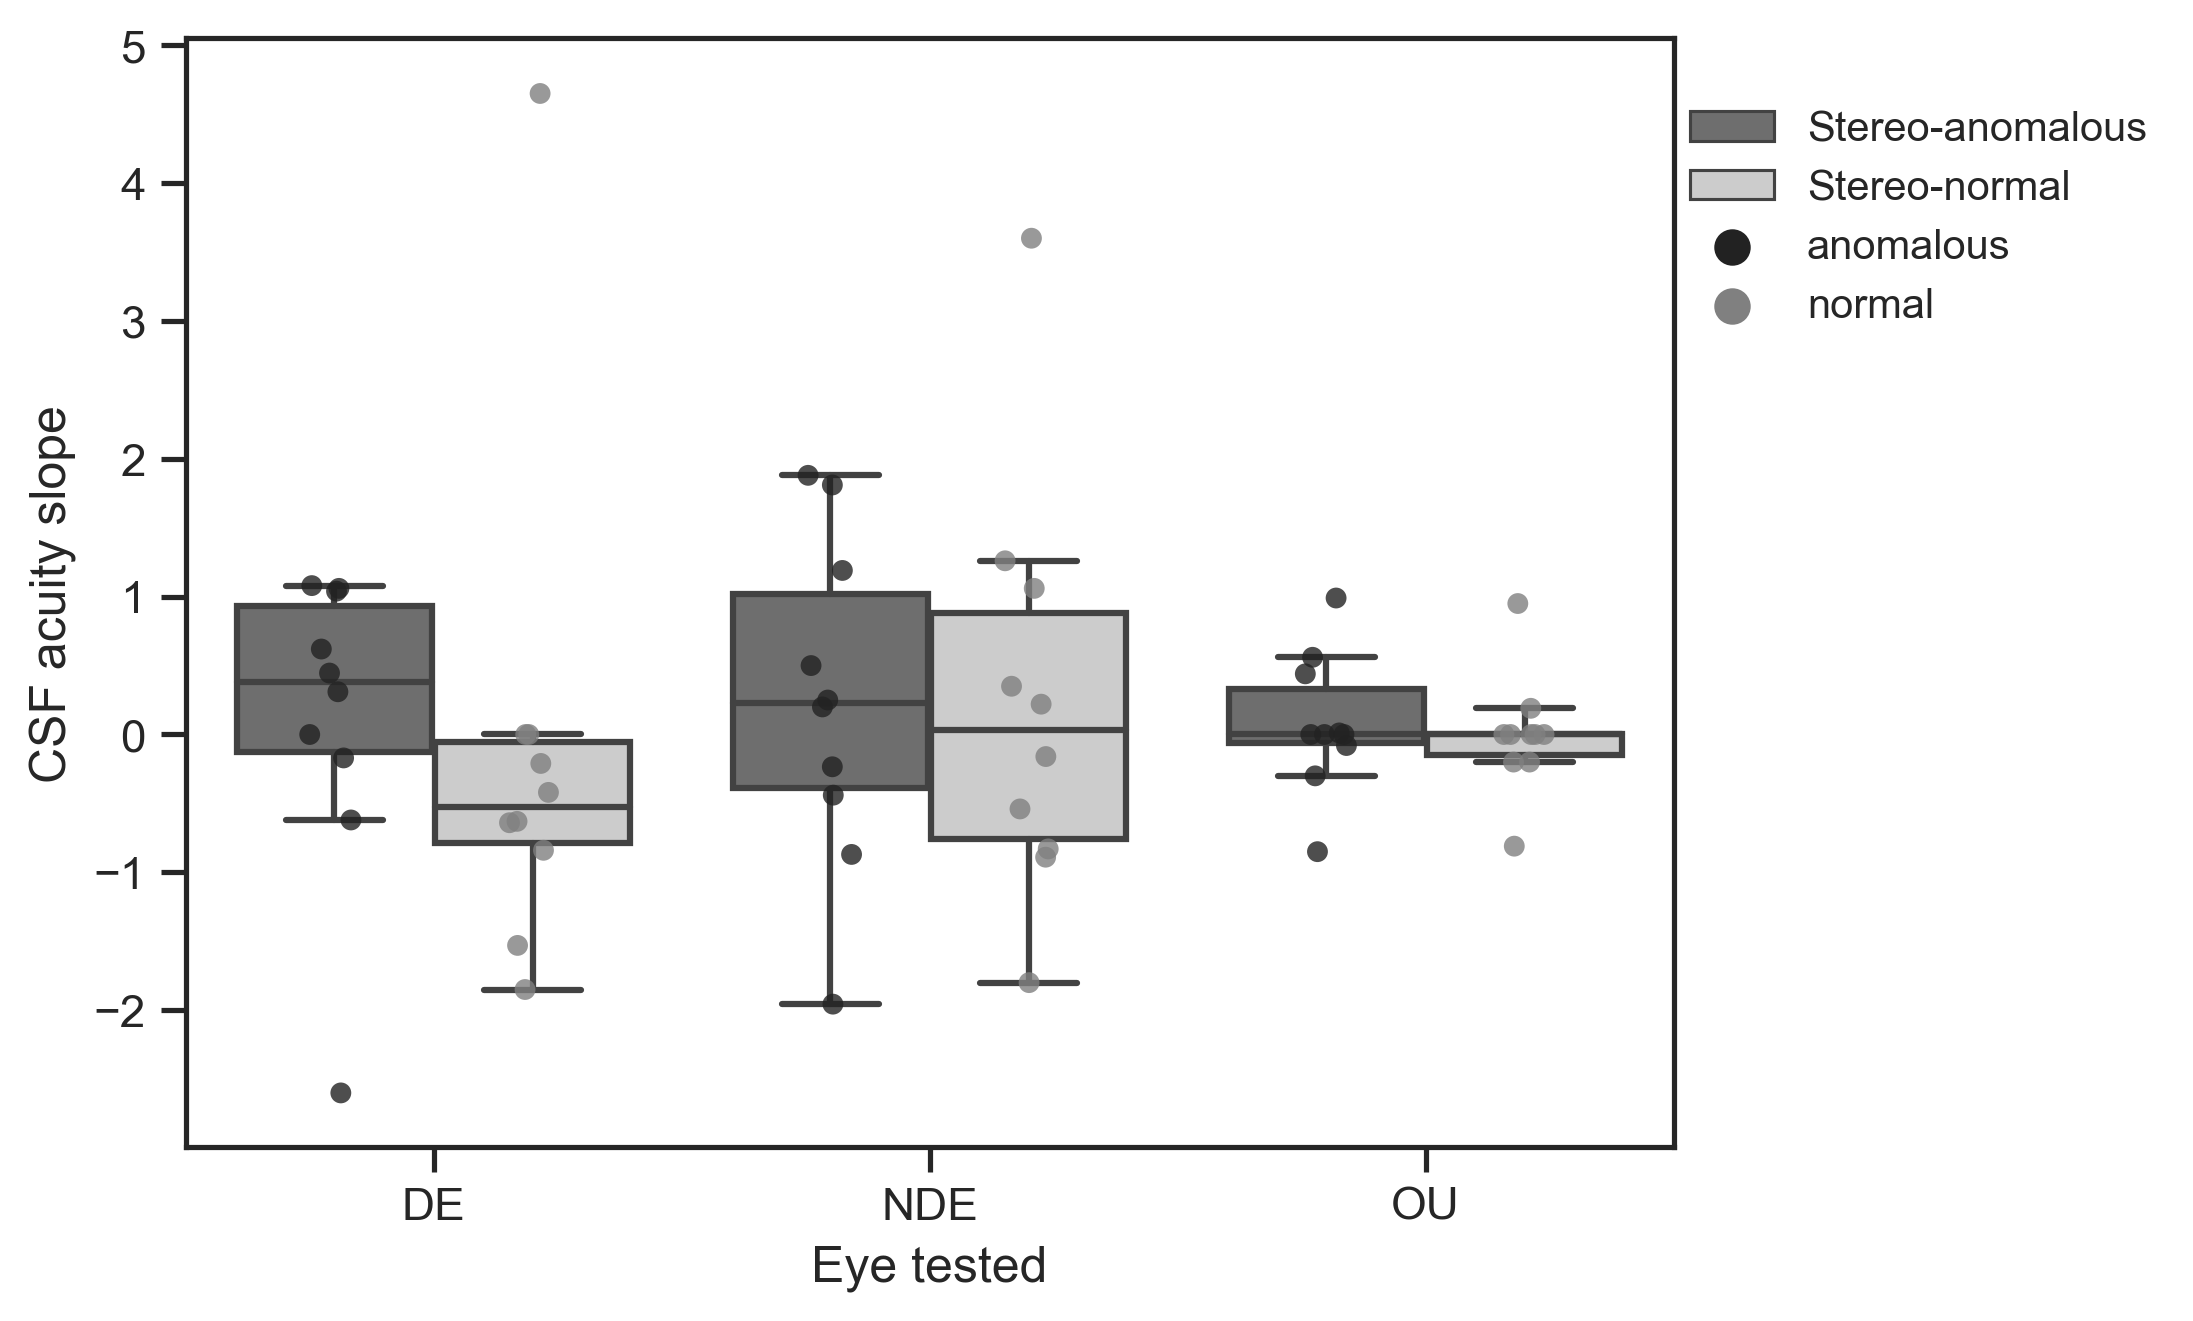 5
4
3
2
1
0
−1
−2
CSF acuity slope
DE
NDE
OU
Eye tested
Stereo-anomalous
Stereo-normal
anomalous
normal